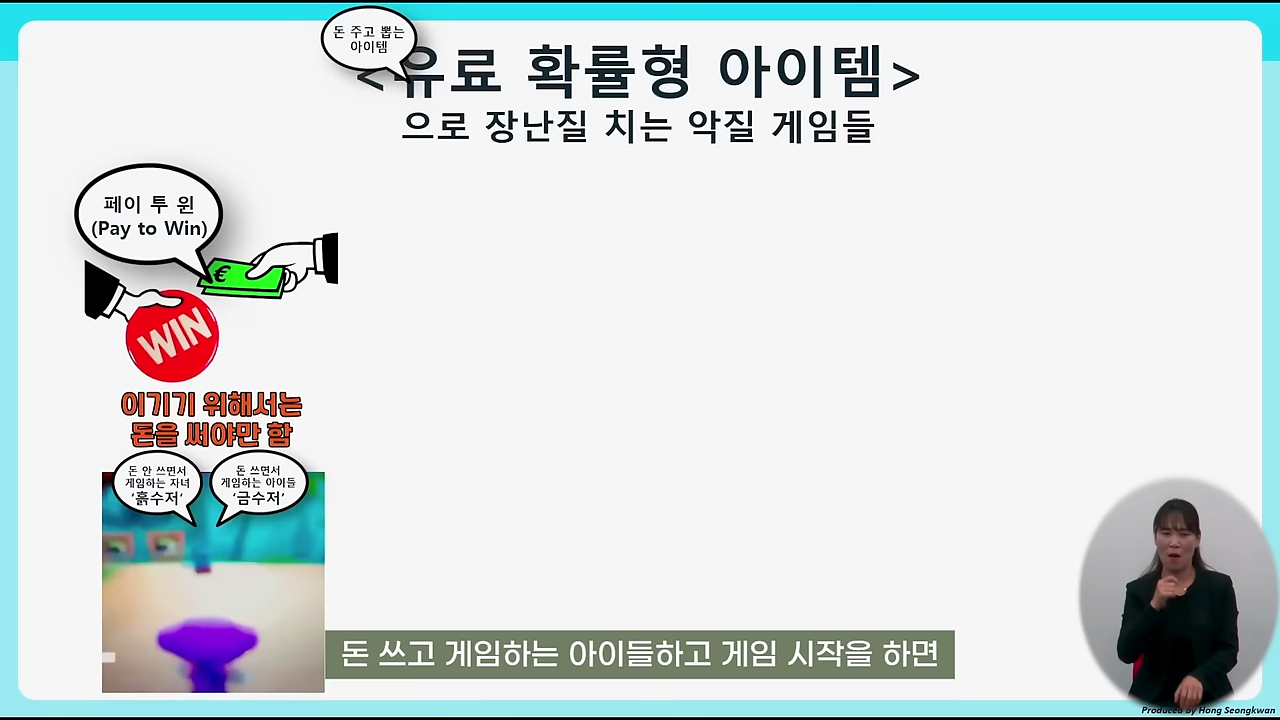 돈 주고 뽑는
아이템
<유료 확률형 아이템>
으로 장난질 치는 악질 게임들
페이 투 윈
(Pay to Win)
€
WIN
이기기 위해서는
돈을 써야만 함
돈 안 쓰면서
게임하는 자녀
‘흙수저’
돈 쓰면서
게임하는 아이들
‘금수저’
돈 쓰고 게임하는 아이들하고 게임 시작을 하면
Produced by Hong Seongkwan